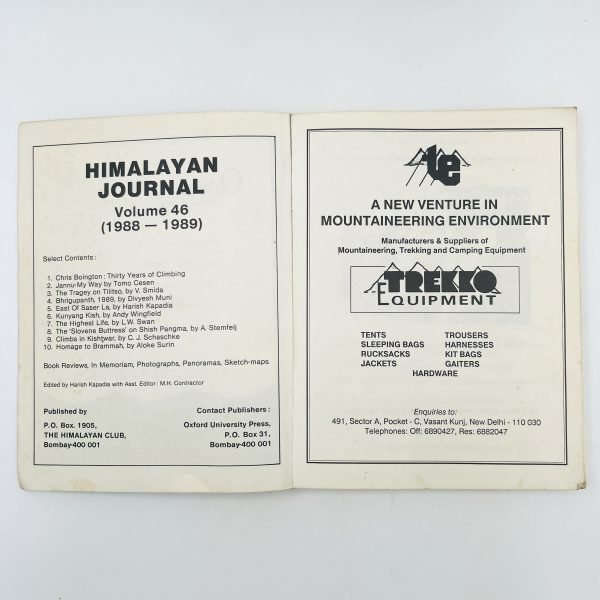 HIMALAYAN
JOURNAL
Volume 46
(1988 — 1989)
Select Contents :
1. Chris Boington : Thirty Years of Climbing
2. Jannu-My Way by Tomo Cesen
3. The Tragey on Tilitso, by V. Smida
4. Bhrigupanth, 1989, by Divyesh Muni
5. East Of Saser La, by Harish Kapadia
6. Kunyang Kish, by Andy Wingfield
7. The Highest Life, by L.W. Swan
8. The 'Slovene Buttress' on Shish Pangma, by A. Stemfelj
9. Climbs in Kishtwar, by C. J. Schaschke
10. Homage to Brammah, by Aloke Surin
Book Reviews, In Memoriam, Photographs, Panoramas, Sketch-maps.
Edited by Harish Kapadia with Asst. Editor : M.H. Contractor
Published by
P.O. Box. 1905,
THE HIMALAYAN CLUB,
Bombay-400 001
Contact Publishers :
Oxford University Press,
P.O. Box 31,
Bombay-400 001
te
A NEW VENTURE IN
MOUNTAINEERING ENVIRONMENT
Manufacturers & Suppliers of
Mountaineering, Trekking and Camping Equipment
TREKKO
EQUIPMENT
TENTS TROUSERS
SLEEPING BAGS HARNESSES
RUCKSACKS KIT BAGS
JACKETS GAITERS
HARDWARE
Enquiries to:
491, Sector A, Pocket - C, Vasant Kunj, New Delhi - 110 030
Telephones: Off: 6890427, Res: 6882047